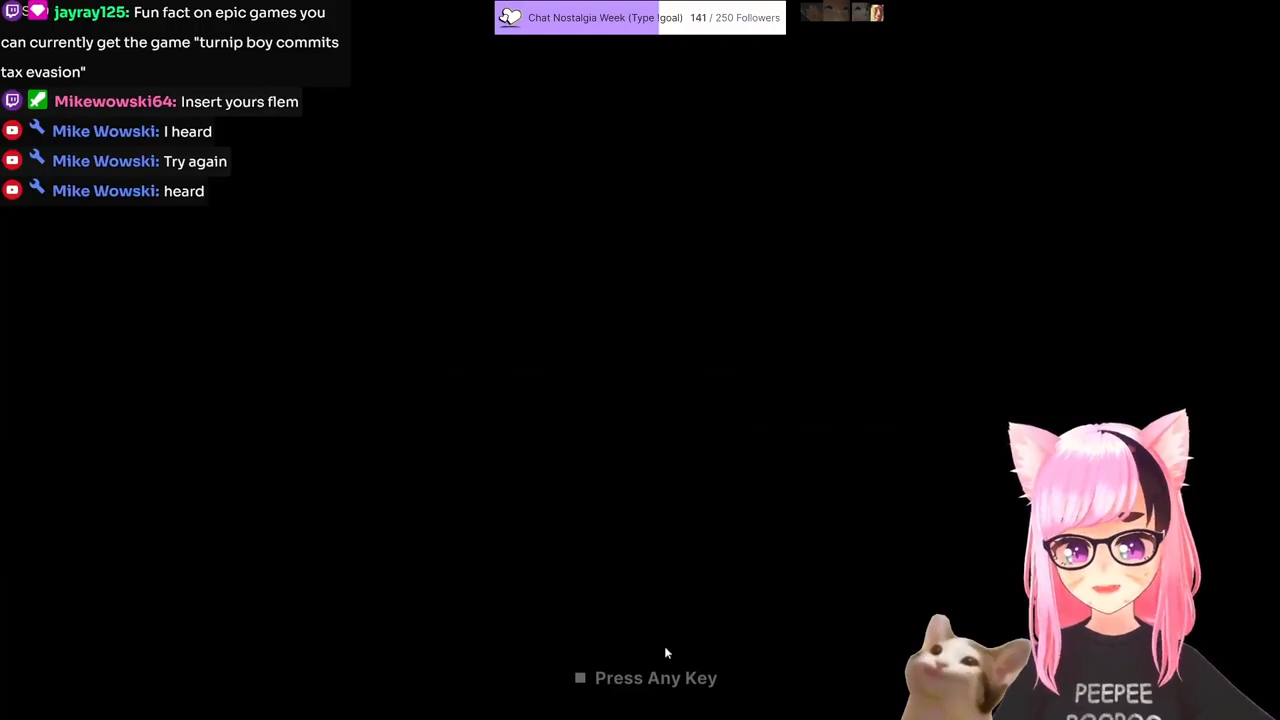 jayray125: Fun fact on epic games you
can currently get the game "turnip boy commits
tax evasion"
Mikewowski64: Insert yours flem
Mike Wowski: I heard
Mike Wowski: Try again
Mike Wowski: heard
Chat Nostalgia Week (Type !goal) 141 / 250 Followers
Press Any Key
PEEPEE
POOPOO